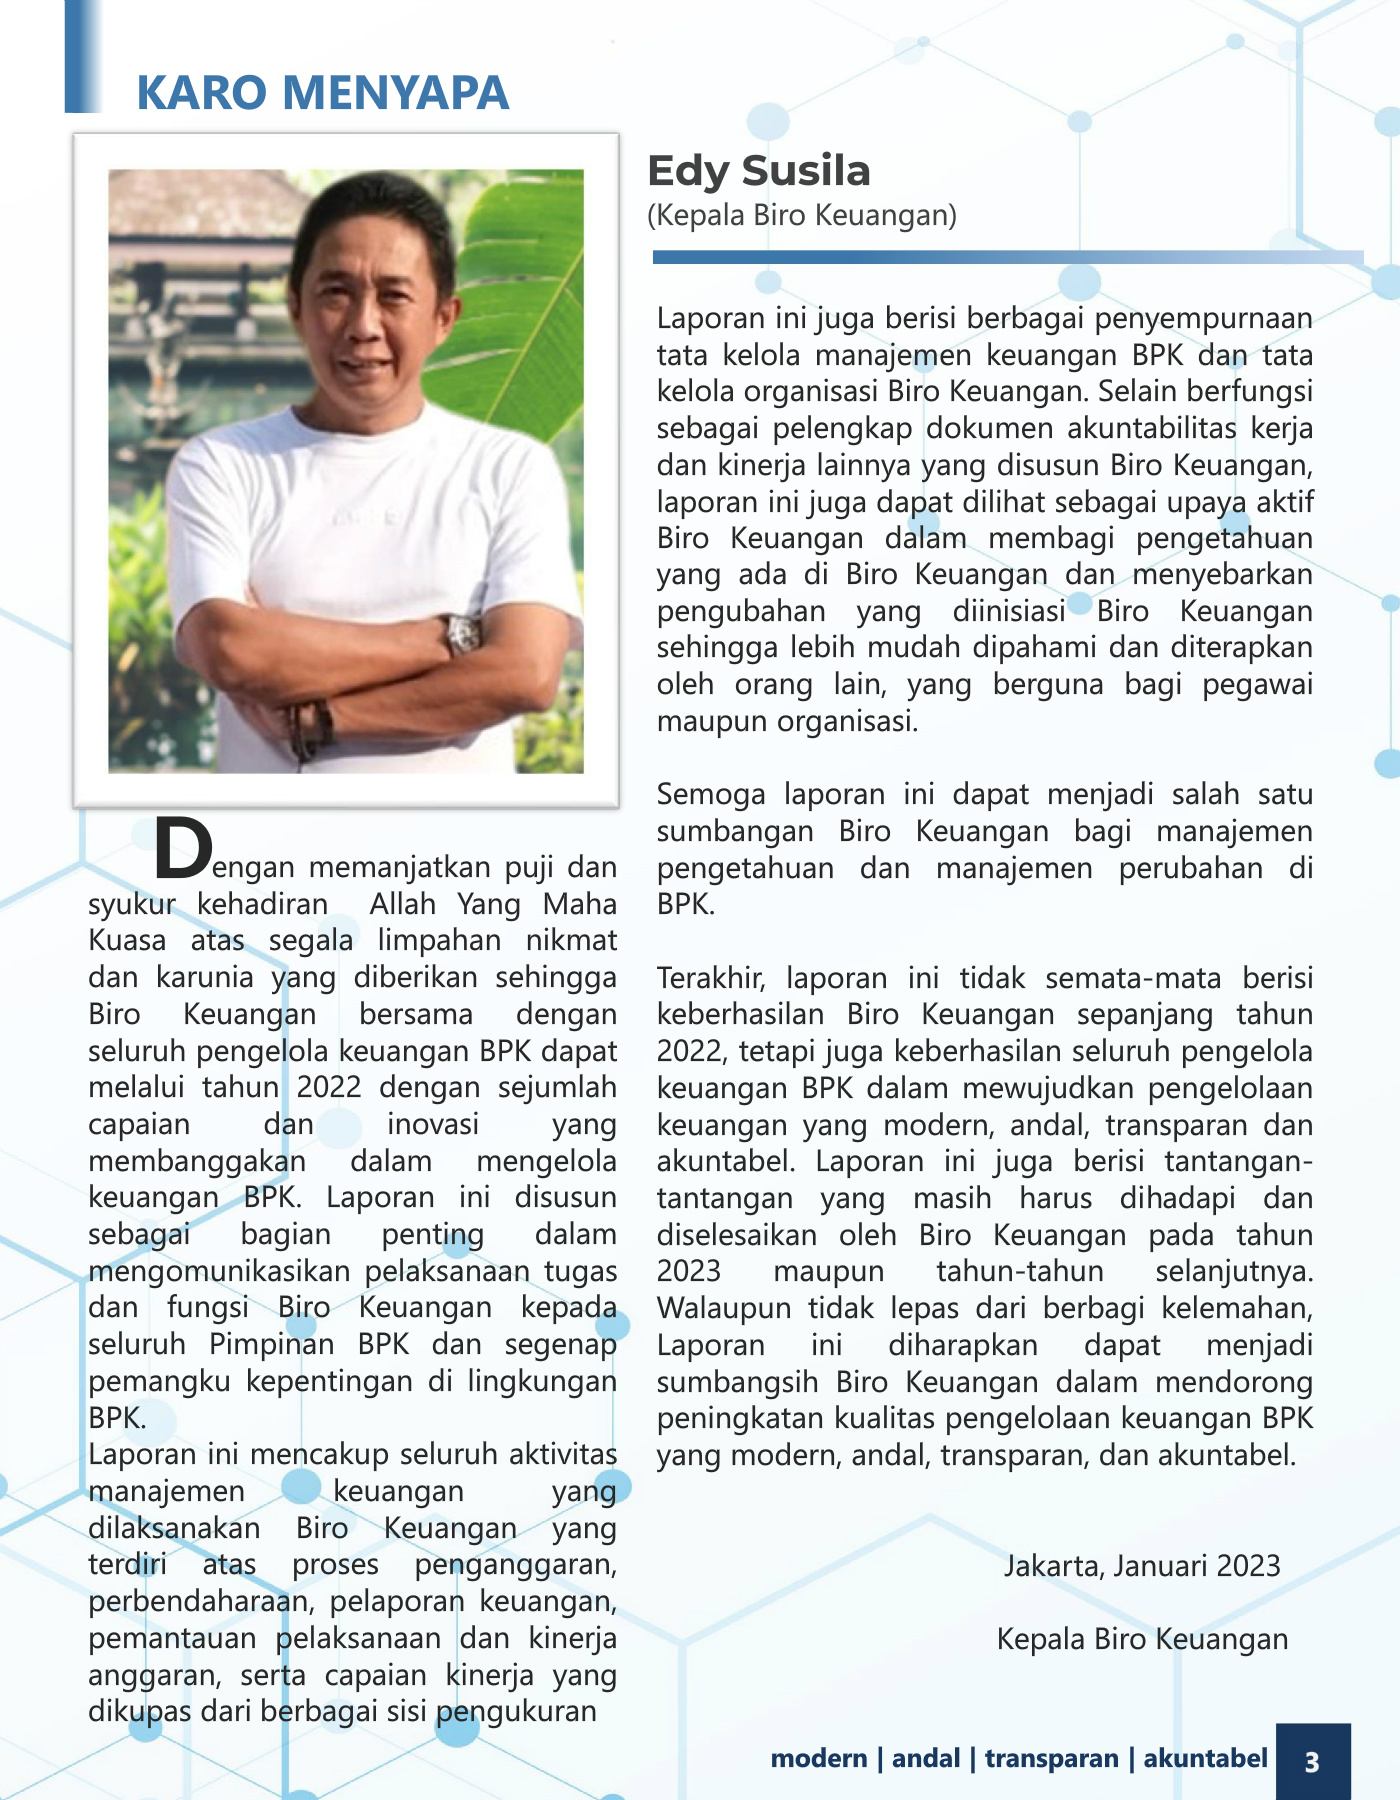 KARO MENYAPA
Edy Susila
(Kepala Biro Keuangan)
Dengan memanjatkan puji dan
syukur kehadiran Allah Yang Maha
Kuasa atas segala limpahan nikmat
dan karunia yang diberikan sehingga
Biro Keuangan bersama dengan
seluruh pengelola keuangan BPK dapat
melalui tahun 2022 dengan sejumlah
capaian dan inovasi yang
membanggakan dalam mengelola
keuangan BPK. Laporan ini disusun
sebagai bagian penting dalam
mengomunikasikan pelaksanaan tugas
dan fungsi Biro Keuangan kepada
seluruh Pimpinan BPK dan segenap
pemangku kepentingan di lingkungan
BPK.
Laporan ini mencakup seluruh aktivitas
manajemen keuangan yang
dilaksanakan Biro Keuangan yang
terdiri atas proses penganggaran,
perbendaharaan, pelaporan keuangan,
pemantauan pelaksanaan dan kinerja
anggaran, serta capaian kinerja yang
dikupas dari berbagai sisi pengukuran
Laporan ini juga berisi berbagai penyempurnaan
tata kelola manajemen keuangan BPK dan tata
kelola organisasi Biro Keuangan. Selain berfungsi
sebagai pelengkap dokumen akuntabilitas kerja
dan kinerja lainnya yang disusun Biro Keuangan,
laporan ini juga dapat dilihat sebagai upaya aktif
Biro Keuangan dalam membagi pengetahuan
yang ada di Biro Keuangan dan menyebarkan
pengubahan yang diinisiasi Biro Keuangan
sehingga lebih mudah dipahami dan diterapkan
oleh orang lain, yang berguna bagi pegawai
maupun organisasi.
Semoga laporan ini dapat menjadi salah satu
sumbangan Biro Keuangan bagi manajemen
pengetahuan dan manajemen perubahan di
BPK.
Terakhir, laporan ini tidak semata-mata berisi
keberhasilan Biro Keuangan sepanjang tahun
2022, tetapi juga keberhasilan seluruh pengelola
keuangan BPK dalam mewujudkan pengelolaan
keuangan yang modern, andal, transparan dan
akuntabel. Laporan ini juga berisi tantangan-
tantangan yang masih harus dihadapi dan
diselesaikan oleh Biro Keuangan pada tahun
2023 maupun tahun-tahun selanjutnya.
Walaupun tidak lepas dari berbagi kelemahan,
Laporan ini diharapkan dapat menjadi
sumbangsih Biro Keuangan dalam mendorong
peningkatan kualitas pengelolaan keuangan BPK
yang modern, andal, transparan, dan akuntabel.
Jakarta, Januari 2023
Kepala Biro Keuangan
modern | andal | transparan | akuntabel 3